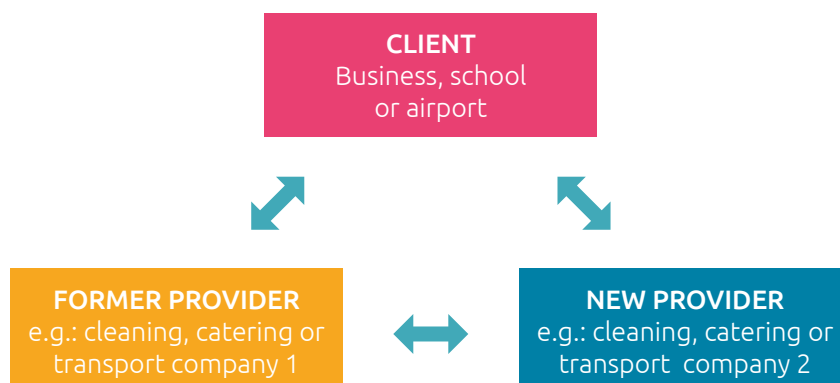 CLIENT
Business, school
or airport
FORMER PROVIDER
e.g.: cleaning, catering or
transport company 1
NEW PROVIDER
e.g.: cleaning, catering or
transport company 2